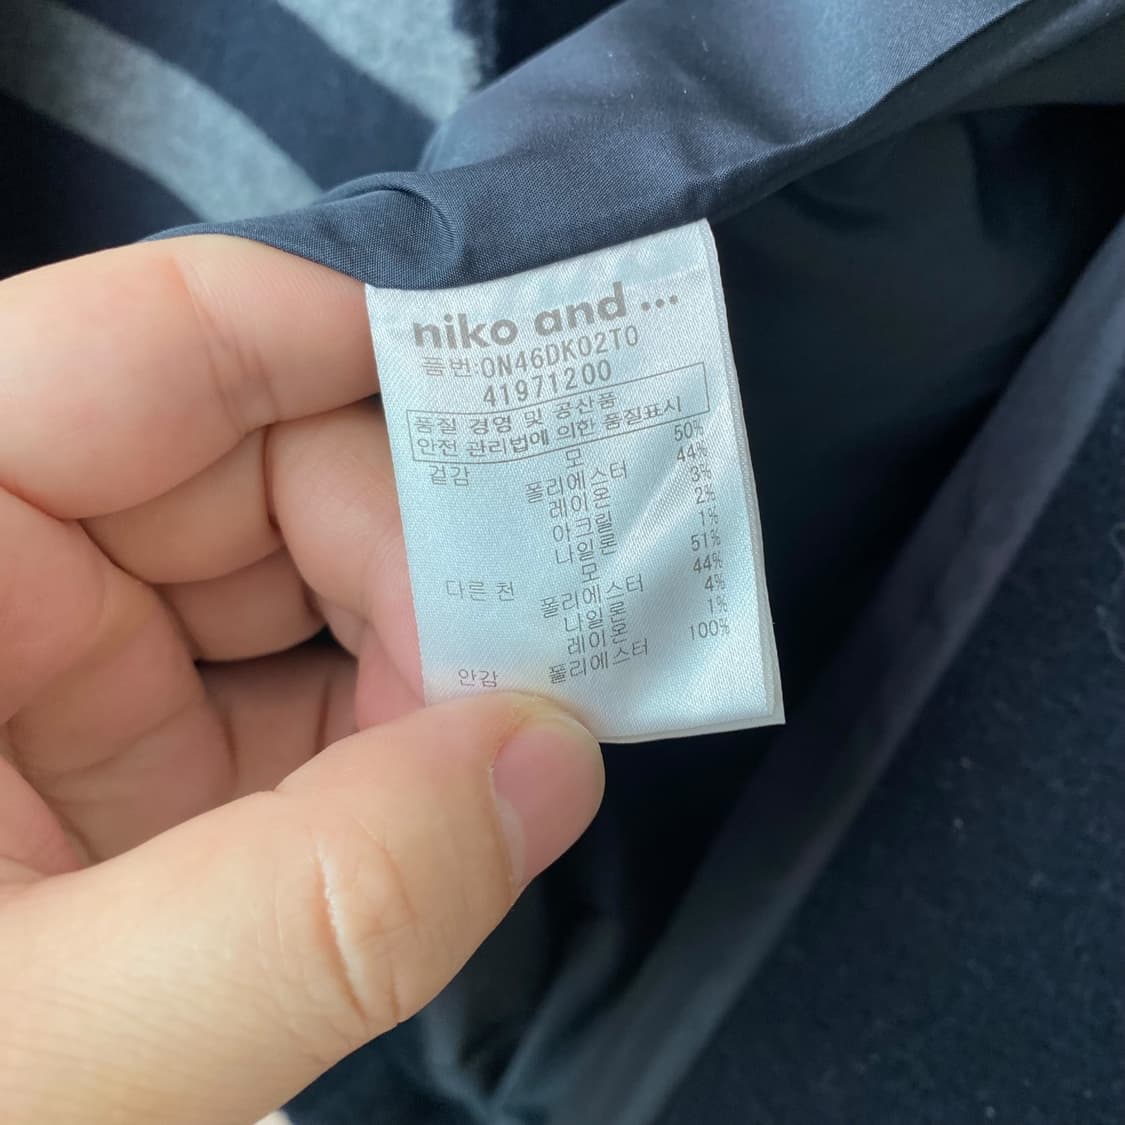 niko and ...
품번:0N46DK02T0
41971200
품질 경영 및 공산품
안전 관리법에 의한 품질표시
겉감 모 50%
폴리에스터 44%
레이온 3%
아크릴 2%
나일론 1%
다른 천 모 51%
폴리에스터 44%
나일론 4%
레이온 1%
안감 폴리에스터 100%